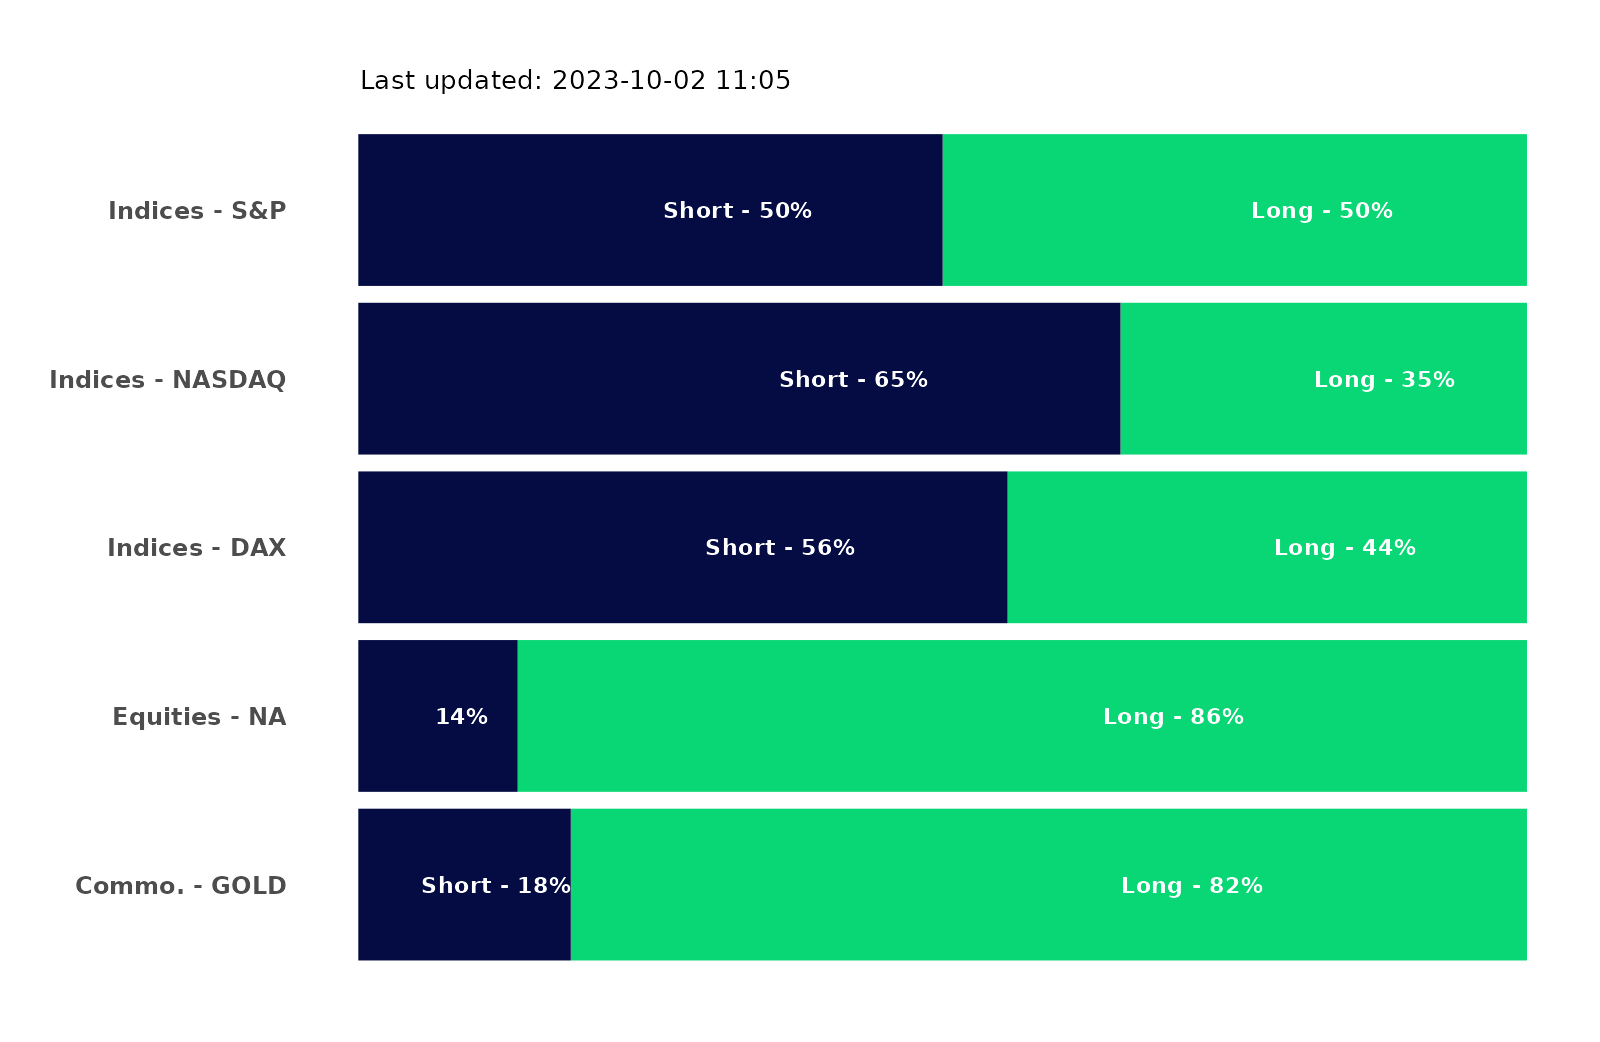 Last updated: 2023-10-02 11:05
Indices - S&P
Short - 50%
Long - 50%
Indices - NASDAQ
Short - 65%
Long - 35%
Indices - DAX
Short - 56%
Long - 44%
Equities - NA
14%
Long - 86%
Commo. - GOLD
Short - 18%
Long - 82%